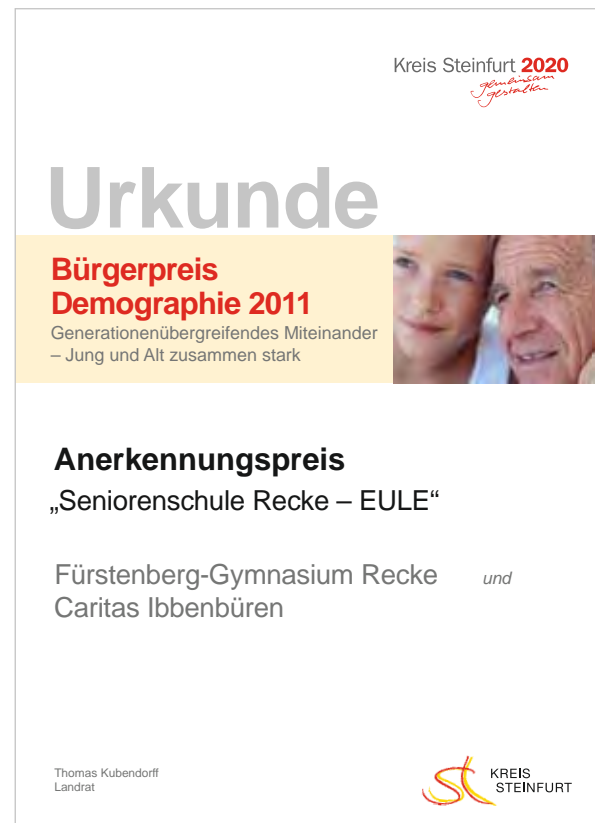 Kreis Steinfurt 2020
gemeinsam
gestalten
Urkunde
Bürgerpreis
Demographie 2011
Generationenübergreifendes Miteinander
– Jung und Alt zusammen stark
Anerkennungspreis
„Seniorenschule Recke – EULE“
Fürstenberg-Gymnasium Recke und
Caritas Ibbenbüren
Thomas Kubendorff
Landrat
KREIS
STEINFURT